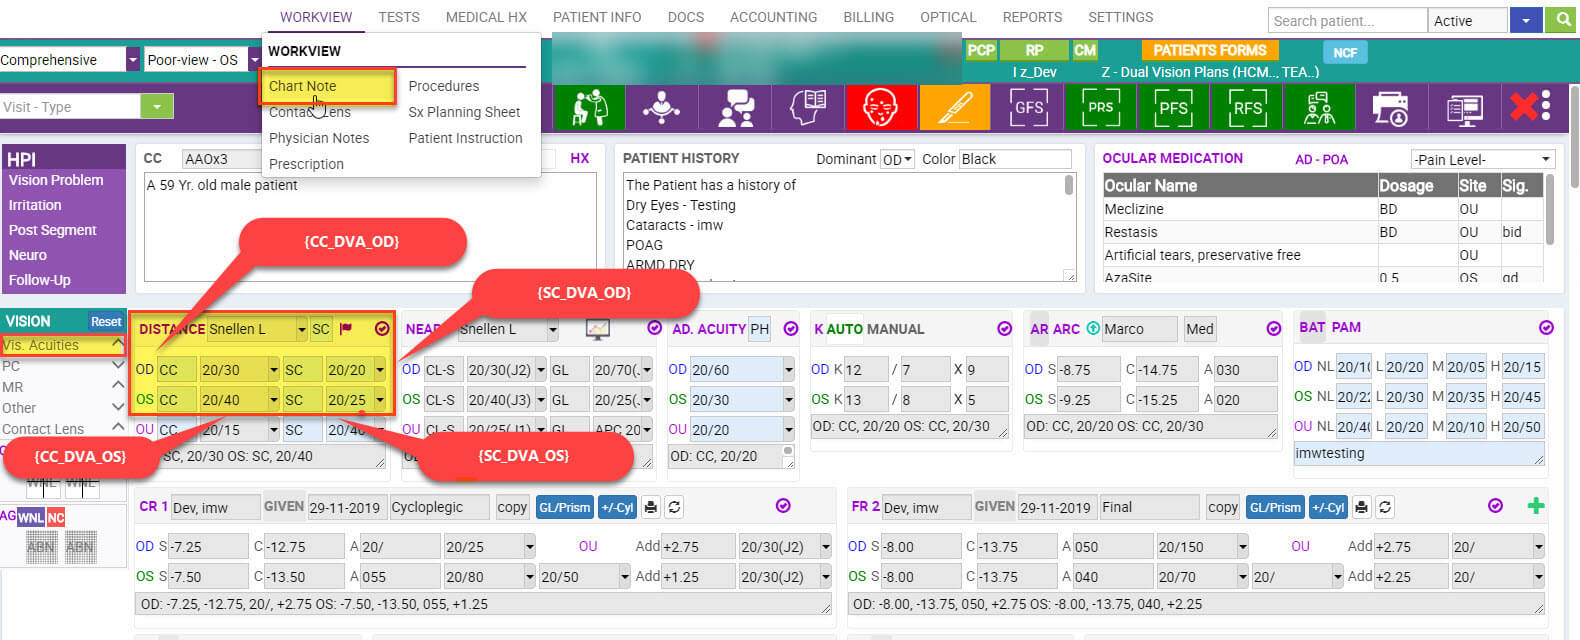 WORKVIEW TESTS MEDICAL HX PATIENT INFO DOCS ACCOUNTING BILLING OPTICAL REPORTS SETTINGS Search patient... Active
WORKVIEW
Chart Note Procedures
Contact Lens Sx Planning Sheet
Physician Notes Patient Instruction
Prescription
Comprehensive Poor-view - OS
PCP RP CM PATIENTS FORMS NCF
I z_Dev Z - Dual Vision Plans (HCM.., TEA..)
Visit - Type GFS PRS PFS RFS
HPI
Vision Problem
Irritation
Post Segment
Neuro
Follow-Up
CC AAOx3 HX
A 59 Yr. old male patient
PATIENT HISTORY Dominant OD Color Black
The Patient has a history of
Dry Eyes - Testing
Cataracts - imw
POAG
ARMD DRY
OCULAR MEDICATION AD - POA -Pain Level-
Ocular Name Dosage Site Sig.
Meclizine BD OU
Restasis BD OU bid
Artificial tears, preservative free OU
AzaSite 0.5 OS qd
{CC_DVA_OD}
{SC_DVA_OD}
{CC_DVA_OS}
{SC_DVA_OS}
VISION Reset
Vis. Acuities
PC
MR
Other
Contact Lens
WNL WNL
AG WNL NC
ABN ABN
DISTANCE Snellen L SC
OD CC 20/30 SC 20/20
OS CC 20/40 SC 20/25
OU CC 20/15 SC 20/40
SC, 20/30 OS: SC, 20/40
NEAR Snellen L
OD CL-S 20/30(J2) GL 20/70(J
OS CL-S 20/40(J3) GL 20/25(J
OU CL-S 20/25(J1) GL APC 20
AD. ACUITY PH
OD 20/60
OS 20/30
OU 20/20
OD: CC, 20/20
K AUTO MANUAL
OD K 12 / 7 X 9
OS K 13 / 8 X 5
OD: CC, 20/20 OS: CC, 20/30
AR ARC Marco Med
OD S -8.75 C -14.75 A 030
OS S -9.25 C -15.25 A 020
OD: CC, 20/20 OS: CC, 20/30
BAT PAM
OD NL 20/10 L 20/20 M 20/05 H 20/15
OS NL 20/2 L 20/30 M 20/35 H 20/45
OU NL 20/40 L 20/20 M 20/10 H 20/50
imwtesting
CR 1 Dev, imw GIVEN 29-11-2019 Cycloplegic copy GL/Prism +/-Cyl
OD S -7.25 C -12.75 A 20/ 20/25 OU Add +2.75 20/30(J2)
OS S -7.50 C -13.50 A 055 20/80 20/50 Add +1.25 20/30(J2)
OD: -7.25, -12.75, 20/, +2.75 OS: -7.50, -13.50, 055, +1.25
FR 2 Dev, imw GIVEN 29-11-2019 Final copy GL/Prism +/-Cyl
OD S -8.00 C -13.75 A 050 20/150 OU Add +2.75 20/
OS S -8.00 C -13.75 A 040 20/70 20/ Add +2.25 20/
OD: -8.00, -13.75, 050, +2.75 OS: -8.00, -13.75, 040, +2.25